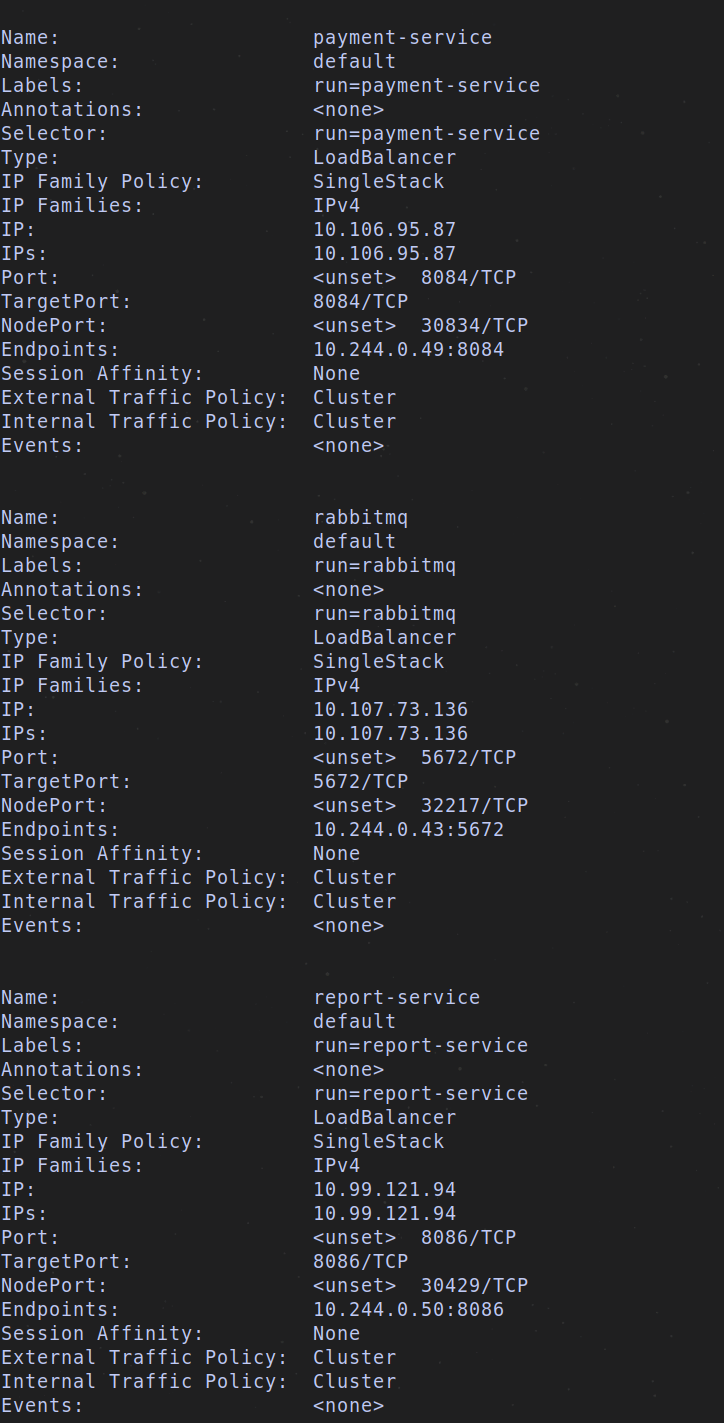 Name:                     payment-service
Namespace:                default
Labels:                   run=payment-service
Annotations:              <none>
Selector:                 run=payment-service
Type:                     LoadBalancer
IP Family Policy:         SingleStack
IP Families:              IPv4
IP:                       10.106.95.87
IPs:                      10.106.95.87
Port:                     <unset>  8084/TCP
TargetPort:               8084/TCP
NodePort:                 <unset>  30834/TCP
Endpoints:                10.244.0.49:8084
Session Affinity:         None
External Traffic Policy:  Cluster
Internal Traffic Policy:  Cluster
Events:                   <none>


Name:                     rabbitmq
Namespace:                default
Labels:                   run=rabbitmq
Annotations:              <none>
Selector:                 run=rabbitmq
Type:                     LoadBalancer
IP Family Policy:         SingleStack
IP Families:              IPv4
IP:                       10.107.73.136
IPs:                      10.107.73.136
Port:                     <unset>  5672/TCP
TargetPort:               5672/TCP
NodePort:                 <unset>  32217/TCP
Endpoints:                10.244.0.43:5672
Session Affinity:         None
External Traffic Policy:  Cluster
Internal Traffic Policy:  Cluster
Events:                   <none>


Name:                     report-service
Namespace:                default
Labels:                   run=report-service
Annotations:              <none>
Selector:                 run=report-service
Type:                     LoadBalancer
IP Family Policy:         SingleStack
IP Families:              IPv4
IP:                       10.99.121.94
IPs:                      10.99.121.94
Port:                     <unset>  8086/TCP
TargetPort:               8086/TCP
NodePort:                 <unset>  30429/TCP
Endpoints:                10.244.0.50:8086
Session Affinity:         None
External Traffic Policy:  Cluster
Internal Traffic Policy:  Cluster
Events:                   <none>